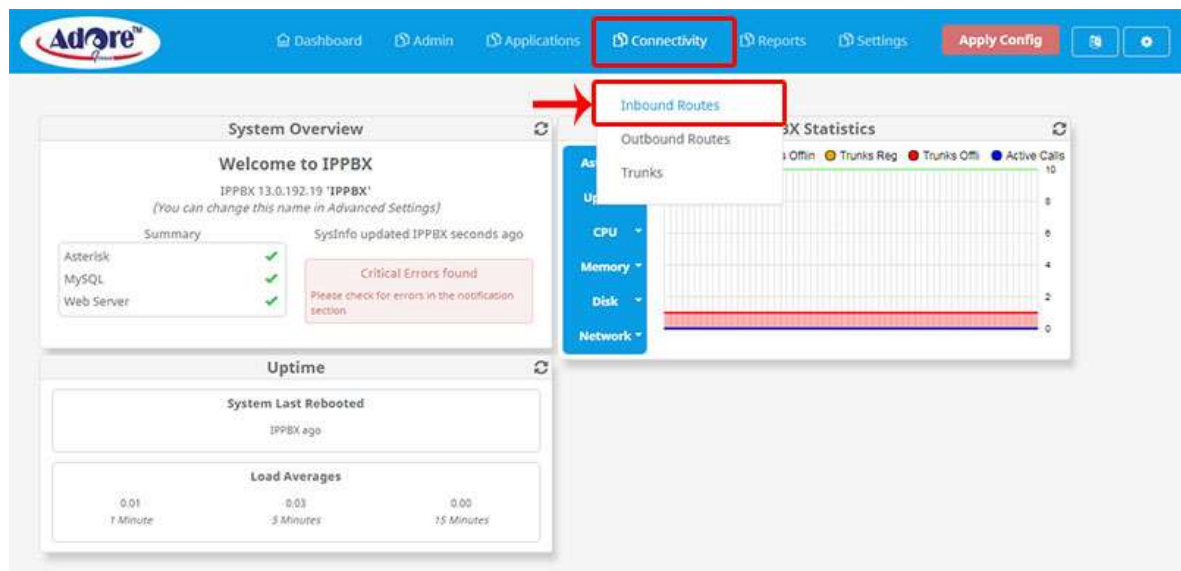 Adore™
Dashboard
Admin
Applications
Connectivity
Reports
Settings
Apply Config
Inbound Routes
Outbound Routes
Trunks
System Overview
Welcome to IPPBX
IPPBX 13.0.192.19 'IPPBX'
(You can change this name in Advanced Settings)
Summary
Asterisk
MySQL
Web Server
SysInfo updated IPPBX seconds ago
Critical Errors found
Please check for errors in the notification
section
Statistics
Offlin Trunks Reg Trunks Offli Active Calls
CPU
Memory
Disk
Network
10
8
6
4
2
0
Uptime
System Last Rebooted
IPPBX ago
Load Averages
0.01 0.03 0.00
1 Minute 5 Minutes 15 Minutes